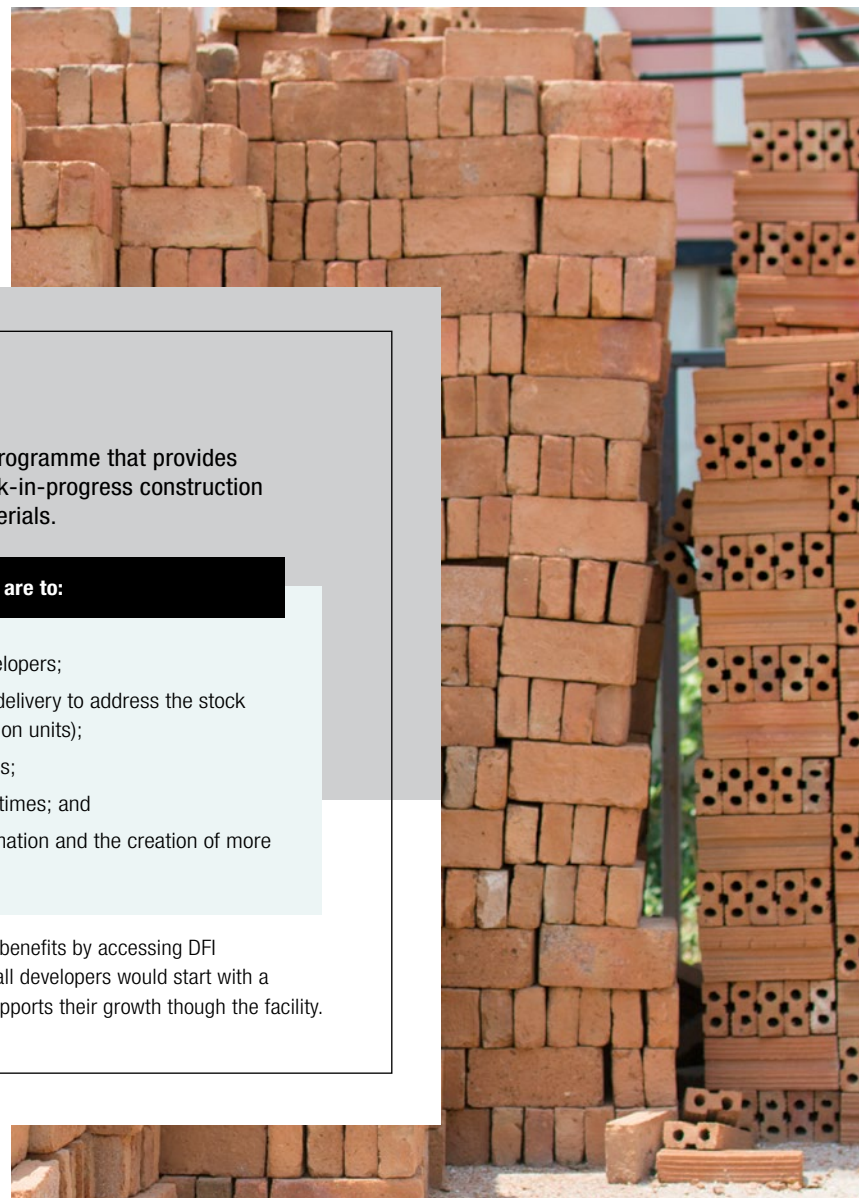 rogramme that provides
k-in-progress construction
erials.
are to:
elopers;
delivery to address the stock
on units);
s;
times; and
nation and the creation of more
benefits by accessing DFI
all developers would start with a
pports their growth though the facility.